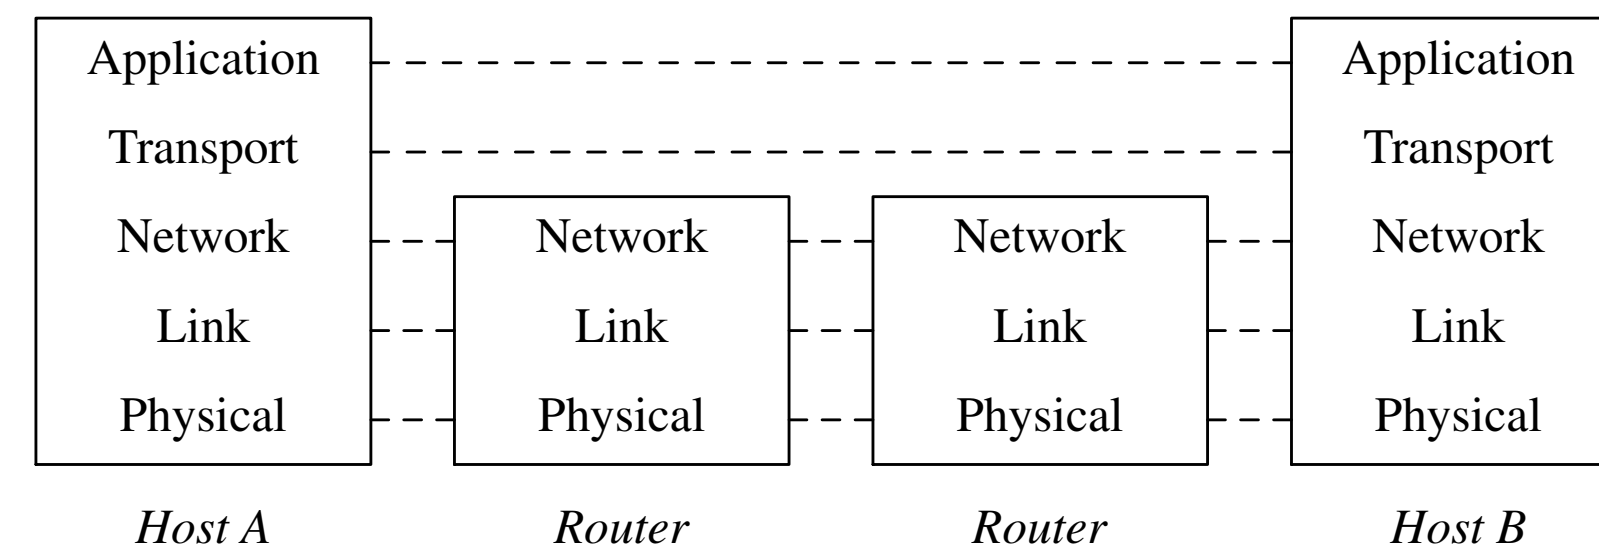 Application Application
Transport Transport
Network Network Network Network
Link Link Link Link
Physical Physical Physical Physical
Host A Router Router Host B